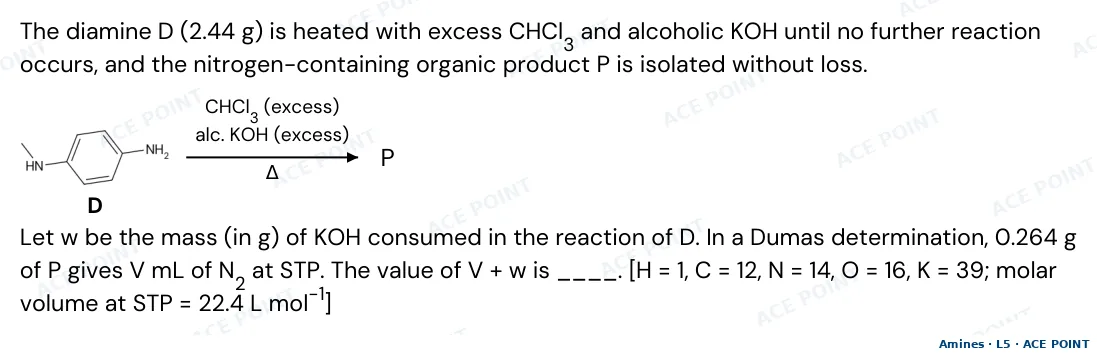 The diamine D (2.44 g) is heated with excess CHCl₃ and alcoholic KOH until no further reaction
occurs, and the nitrogen-containing organic product P is isolated without loss.
CHCl₃ (excess)
alc. KOH (excess)
Δ
HN
NH₂
P
D
Let w be the mass (in g) of KOH consumed in the reaction of D. In a Dumas determination, 0.264 g
of P gives V mL of N₂ at STP. The value of V + w is ____. [H = 1, C = 12, N = 14, O = 16, K = 39; molar
volume at STP = 22.4 L mol⁻¹]
Amines · L5 · ACE POINT